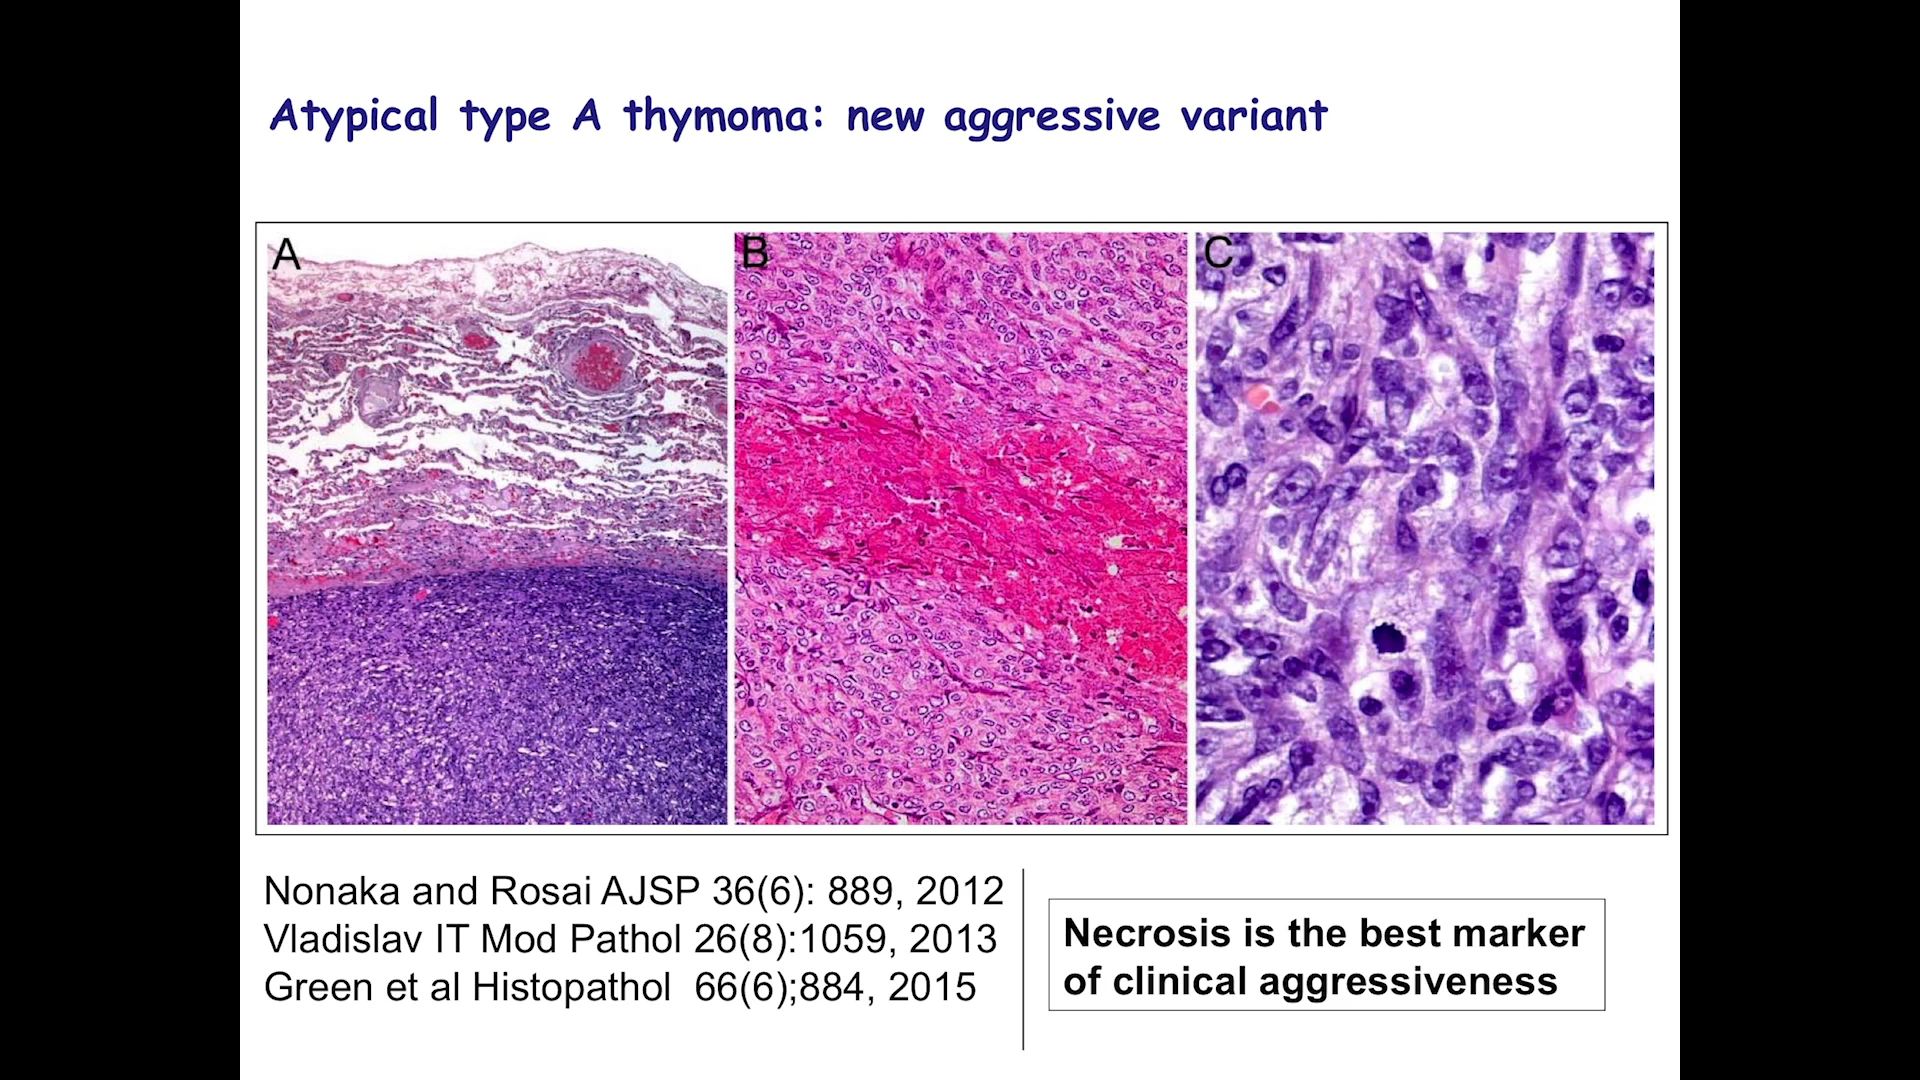 Atypical type A thymoma: new aggressive variant
A
B
C
Nonaka and Rosai AJSP 36(6): 889, 2012
Vladislav IT Mod Pathol 26(8):1059, 2013
Green et al Histopathol 66(6);884, 2015
Necrosis is the best marker
of clinical aggressiveness